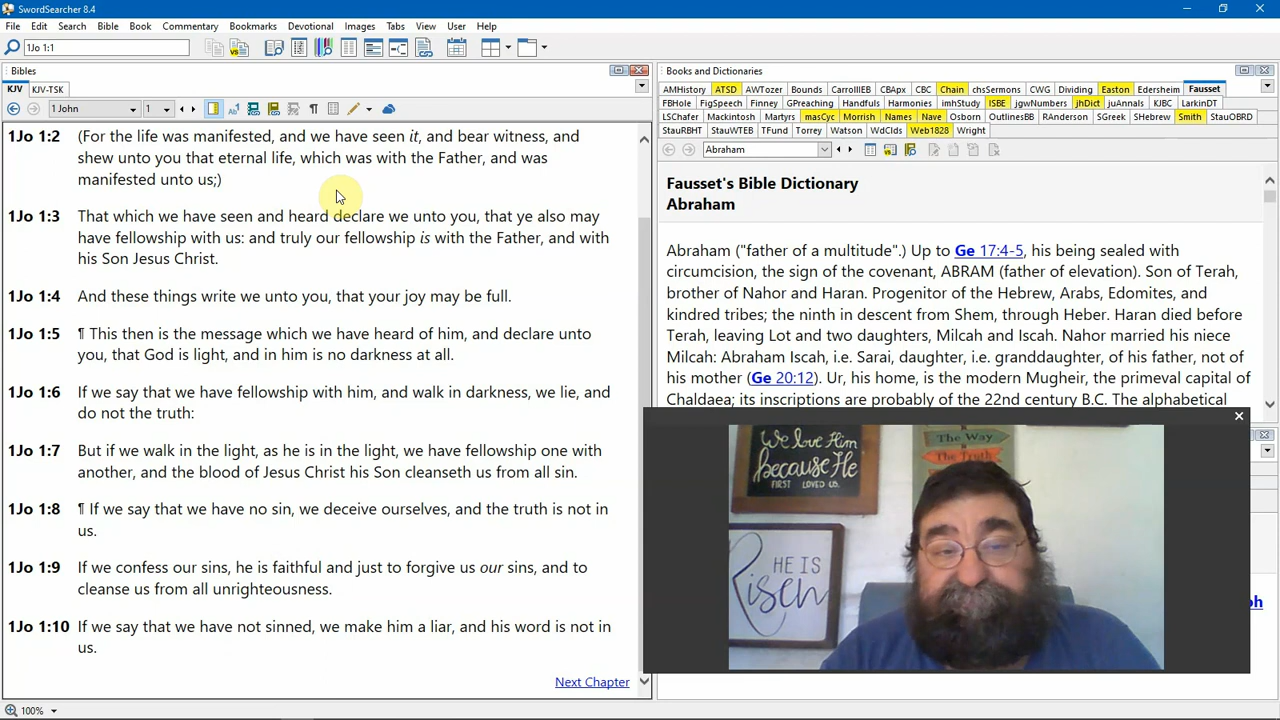 SwordSearcher 8.4
File Edit Search Bible Book Commentary Bookmarks Devotional Images Tabs View User Help
1Jo 1:1
Bibles
KJV KJV-TSK
1 John 1
1Jo 1:2 (For the life was manifested, and we have seen it, and bear witness, and
shew unto you that eternal life, which was with the Father, and was
manifested unto us;)
1Jo 1:3 That which we have seen and heard declare we unto you, that ye also may
have fellowship with us: and truly our fellowship is with the Father, and with
his Son Jesus Christ.
1Jo 1:4 And these things write we unto you, that your joy may be full.
1Jo 1:5 ¶ This then is the message which we have heard of him, and declare unto
you, that God is light, and in him is no darkness at all.
1Jo 1:6 If we say that we have fellowship with him, and walk in darkness, we lie, and
do not the truth:
1Jo 1:7 But if we walk in the light, as he is in the light, we have fellowship one with
another, and the blood of Jesus Christ his Son cleanseth us from all sin.
1Jo 1:8 ¶ If we say that we have no sin, we deceive ourselves, and the truth is not in
us.
1Jo 1:9 If we confess our sins, he is faithful and just to forgive us our sins, and to
cleanse us from all unrighteousness.
1Jo 1:10 If we say that we have not sinned, we make him a liar, and his word is not in
us.
Next Chapter
100%
Books and Dictionaries
AMHistory ATSD AWTozer Bounds CarrollEB CBApx CBC Chain chsSermons CWG Dividing Easton Edersheim Fausset
FBHole FigSpeech Finney GPreaching Handfuls Harmonies imhStudy ISBE jgwNumbers jhDict juAnnals KJBC LarkinDT
LSChafer Mackintosh Martyrs masCyc Morrish Names Nave Osborn OutlinesBB RAnderson SGreek SHebrew Smith StauOBRD
StauRBHT StauWTEB TFund Torrey Watson WdClds Web1828 Wright
Abraham
Fausset's Bible Dictionary
Abraham
Abraham ("father of a multitude".) Up to Ge 17:4-5, his being sealed with
circumcision, the sign of the covenant, ABRAM (father of elevation). Son of Terah,
brother of Nahor and Haran. Progenitor of the Hebrew, Arabs, Edomites, and
kindred tribes; the ninth in descent from Shem, through Heber. Haran died before
Terah, leaving Lot and two daughters, Milcah and Iscah. Nahor married his niece
Milcah: Abraham Iscah, i.e. Sarai, daughter, i.e. granddaughter, of his father, not of
his mother (Ge 20:12). Ur, his home, is the modern Mugheir, the primeval capital of
Chaldaea; its inscriptions are probably of the 22nd century B.C. The alphabetical
We love Him
because He
FIRST LOVED US.
The Way
The Truth
HE IS
Risen